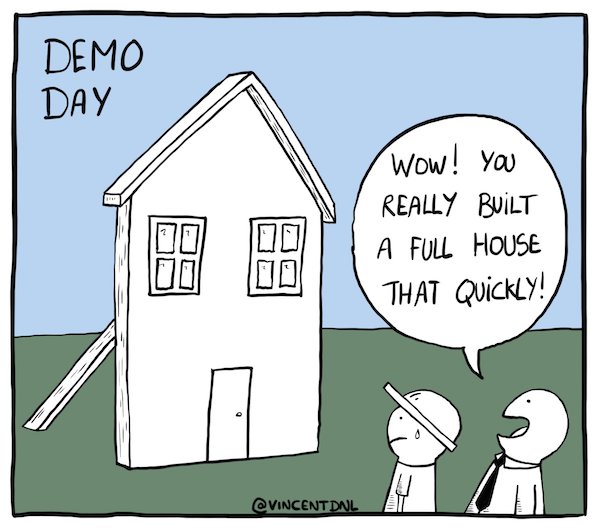 DEMO
DAY
WOW! YOU
REALLY BUILT
A FULL HOUSE
THAT QUICKLY!
@VINCENTDNL